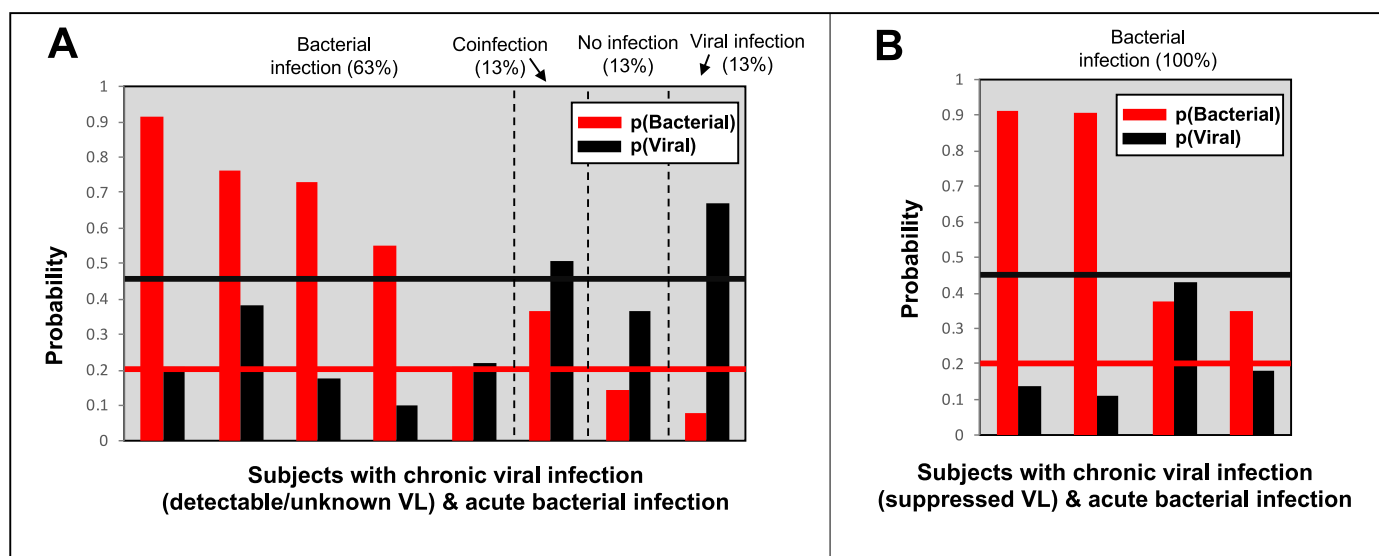 A
Bacterial
infection (63%)
Coinfection
(13%)
No infection
(13%)
Viral infection
(13%)
1
0.9
0.8
0.7
0.6
0.5
0.4
0.3
0.2
0.1
0
Probability
p(Bacterial)
p(Viral)
Subjects with chronic viral infection
(detectable/unknown VL) & acute bacterial infection
B
Bacterial
infection (100%)
1
0.9
0.8
0.7
0.6
0.5
0.4
0.3
0.2
0.1
0
Probability
p(Bacterial)
p(Viral)
Subjects with chronic viral infection
(suppressed VL) & acute bacterial infection